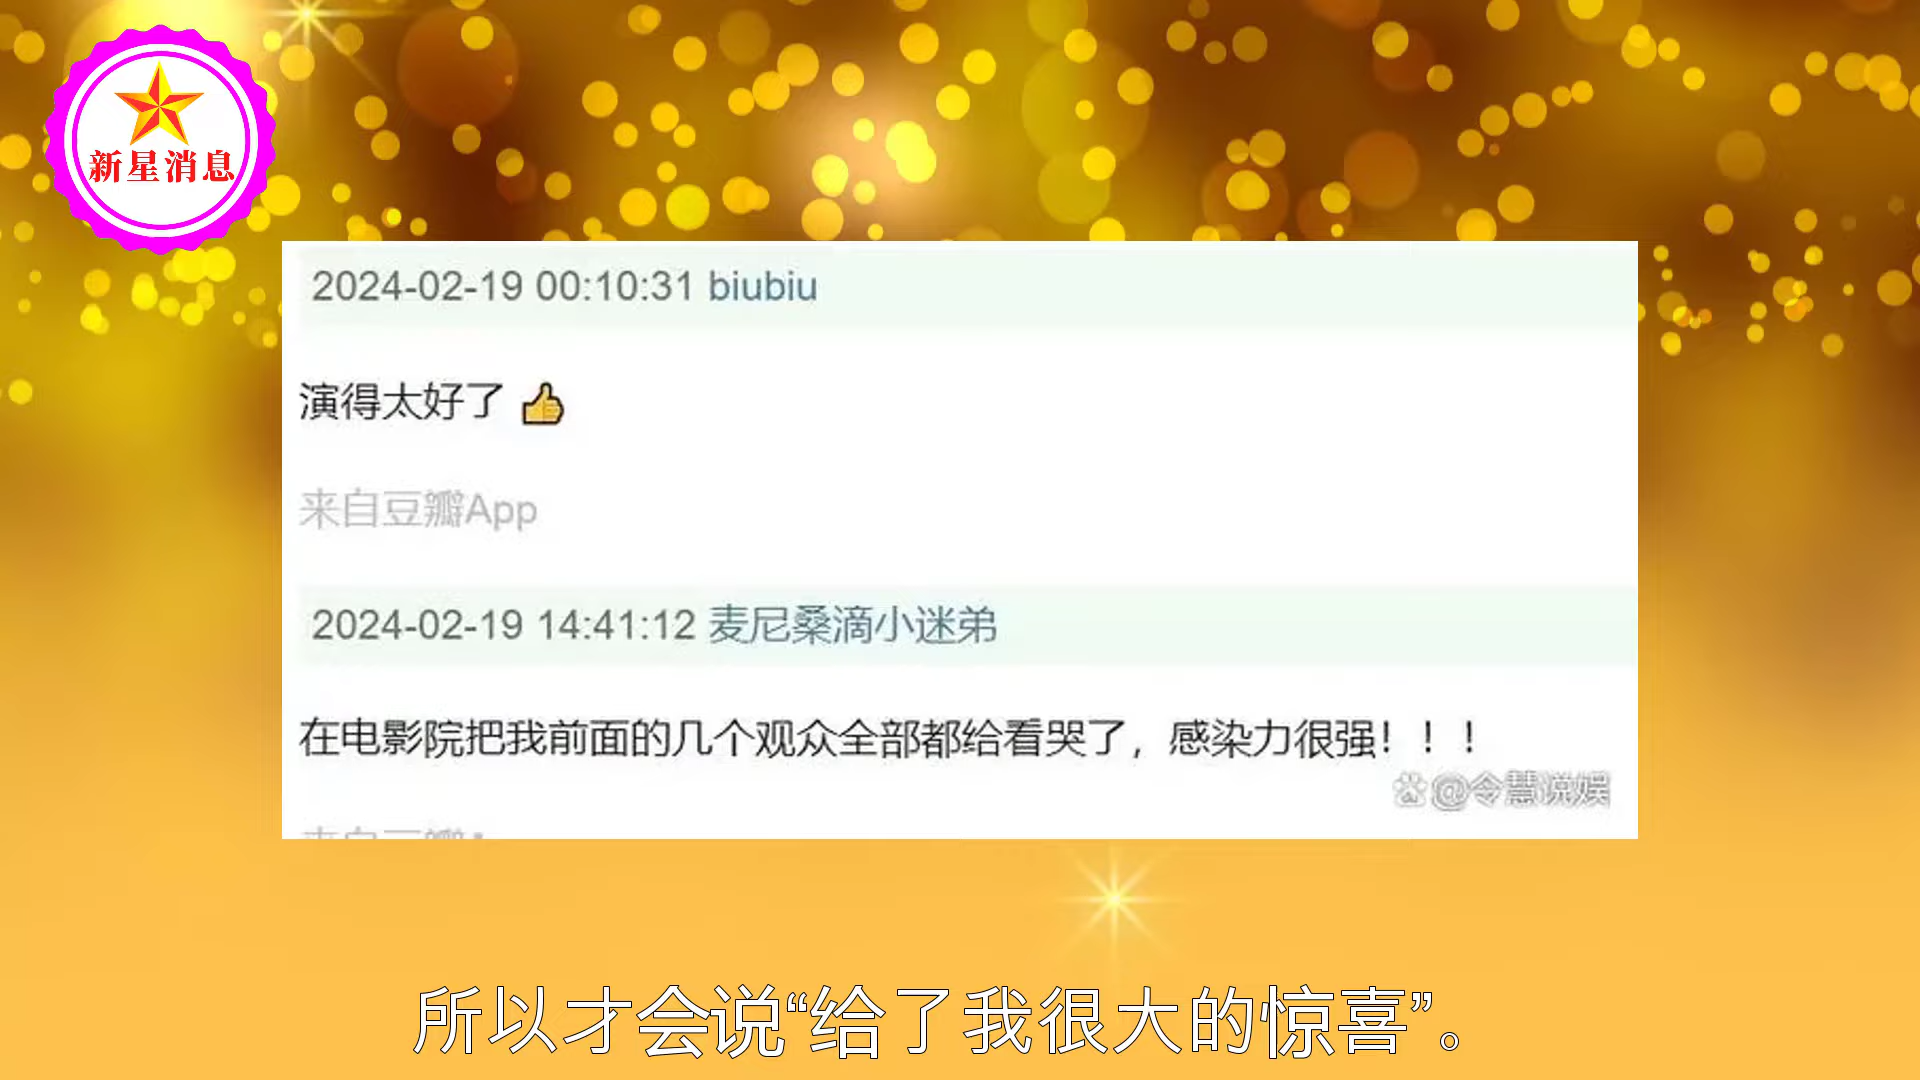 新星消息
2024-02-19 00:10:31 biubiu
演得太好了 👍
来自豆瓣App
2024-02-19 14:41:12 麦尼桑滴小迷弟
在电影院把我前面的几个观众全部都给看哭了，感染力很强！！！
@令慧说娱
所以才会说“给了我很大的惊喜”。